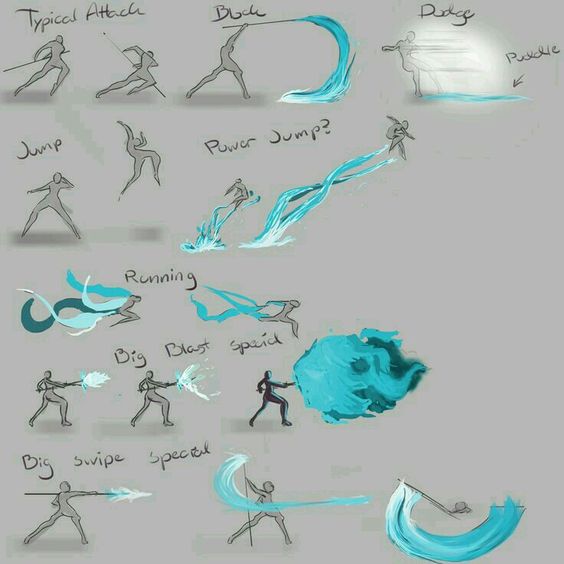 Typical Attack
Block
Dodge
Puddle
Jump
Power Jump?
Running
Big Blast special
Big swipe special